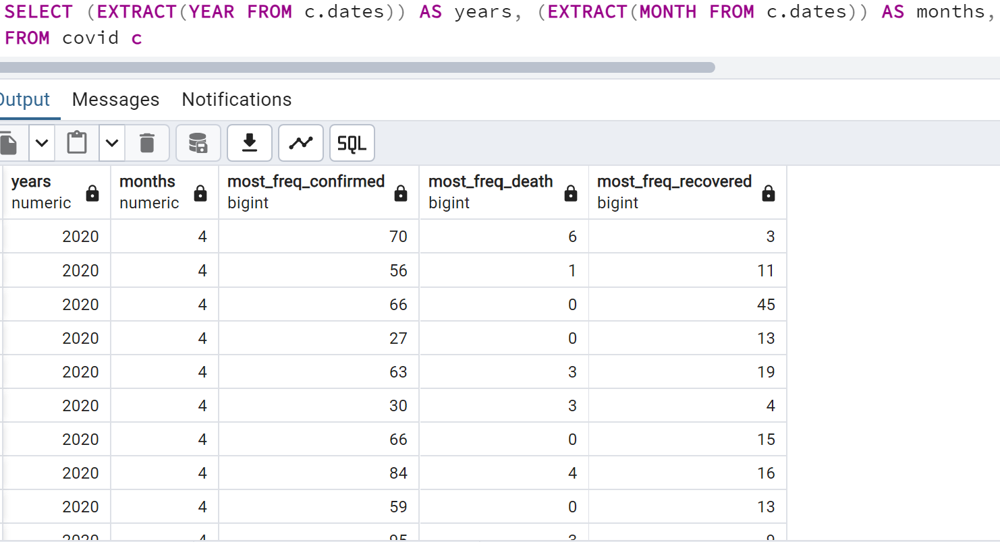 SELECT (EXTRACT(YEAR FROM c.dates)) AS years, (EXTRACT(MONTH FROM c.dates)) AS months,
FROM covid c
Output Messages Notifications
SQL
years months most_freq_confirmed most_freq_death most_freq_recovered
numeric numeric bigint bigint bigint
2020 4 70 6 3
2020 4 56 1 11
2020 4 66 0 45
2020 4 27 0 13
2020 4 63 3 19
2020 4 30 3 4
2020 4 66 0 15
2020 4 84 4 16
2020 4 59 0 13
2020 4 95 3 9